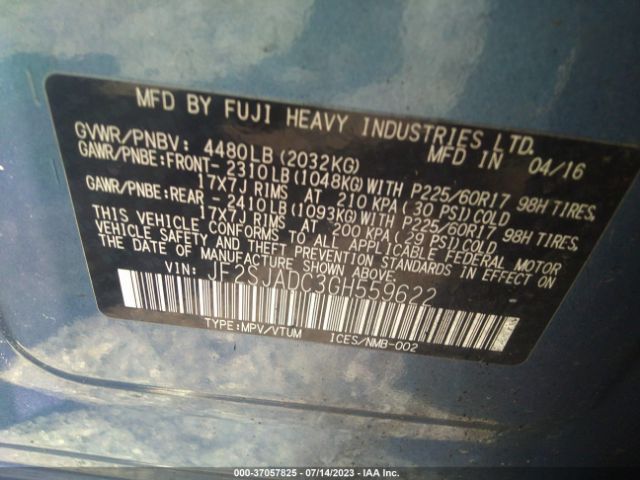 MFD BY FUJI HEAVY INDUSTRIES LTD.
GVWR/PNBV: 4480LB (2032KG) MFD IN 04/16
GAWR/PNBE:FRONT- 2310LB (1048KG) WITH P225/60R17 98H TIRES,
17X7J RIMS AT 210 KPA (30 PSI) COLD
GAWR/PNBE:REAR - 2410LB (1093KG) WITH P225/60R17 98H TIRES,
17X7J RIMS AT 200 KPA (29 PSI) COLD
THIS VEHICLE CONFORMS TO ALL APPLICABLE FEDERAL MOTOR
VEHICLE SAFETY AND THEFT PREVENTION STANDARDS IN EFFECT ON
THE DATE OF MANUFACTURE SHOWN ABOVE.
VIN: JF2SJADC3GH559622
TYPE:MPV/VTUM ICES/NMB-002
000-37057825 - 07/14/2023 - IAA Inc.